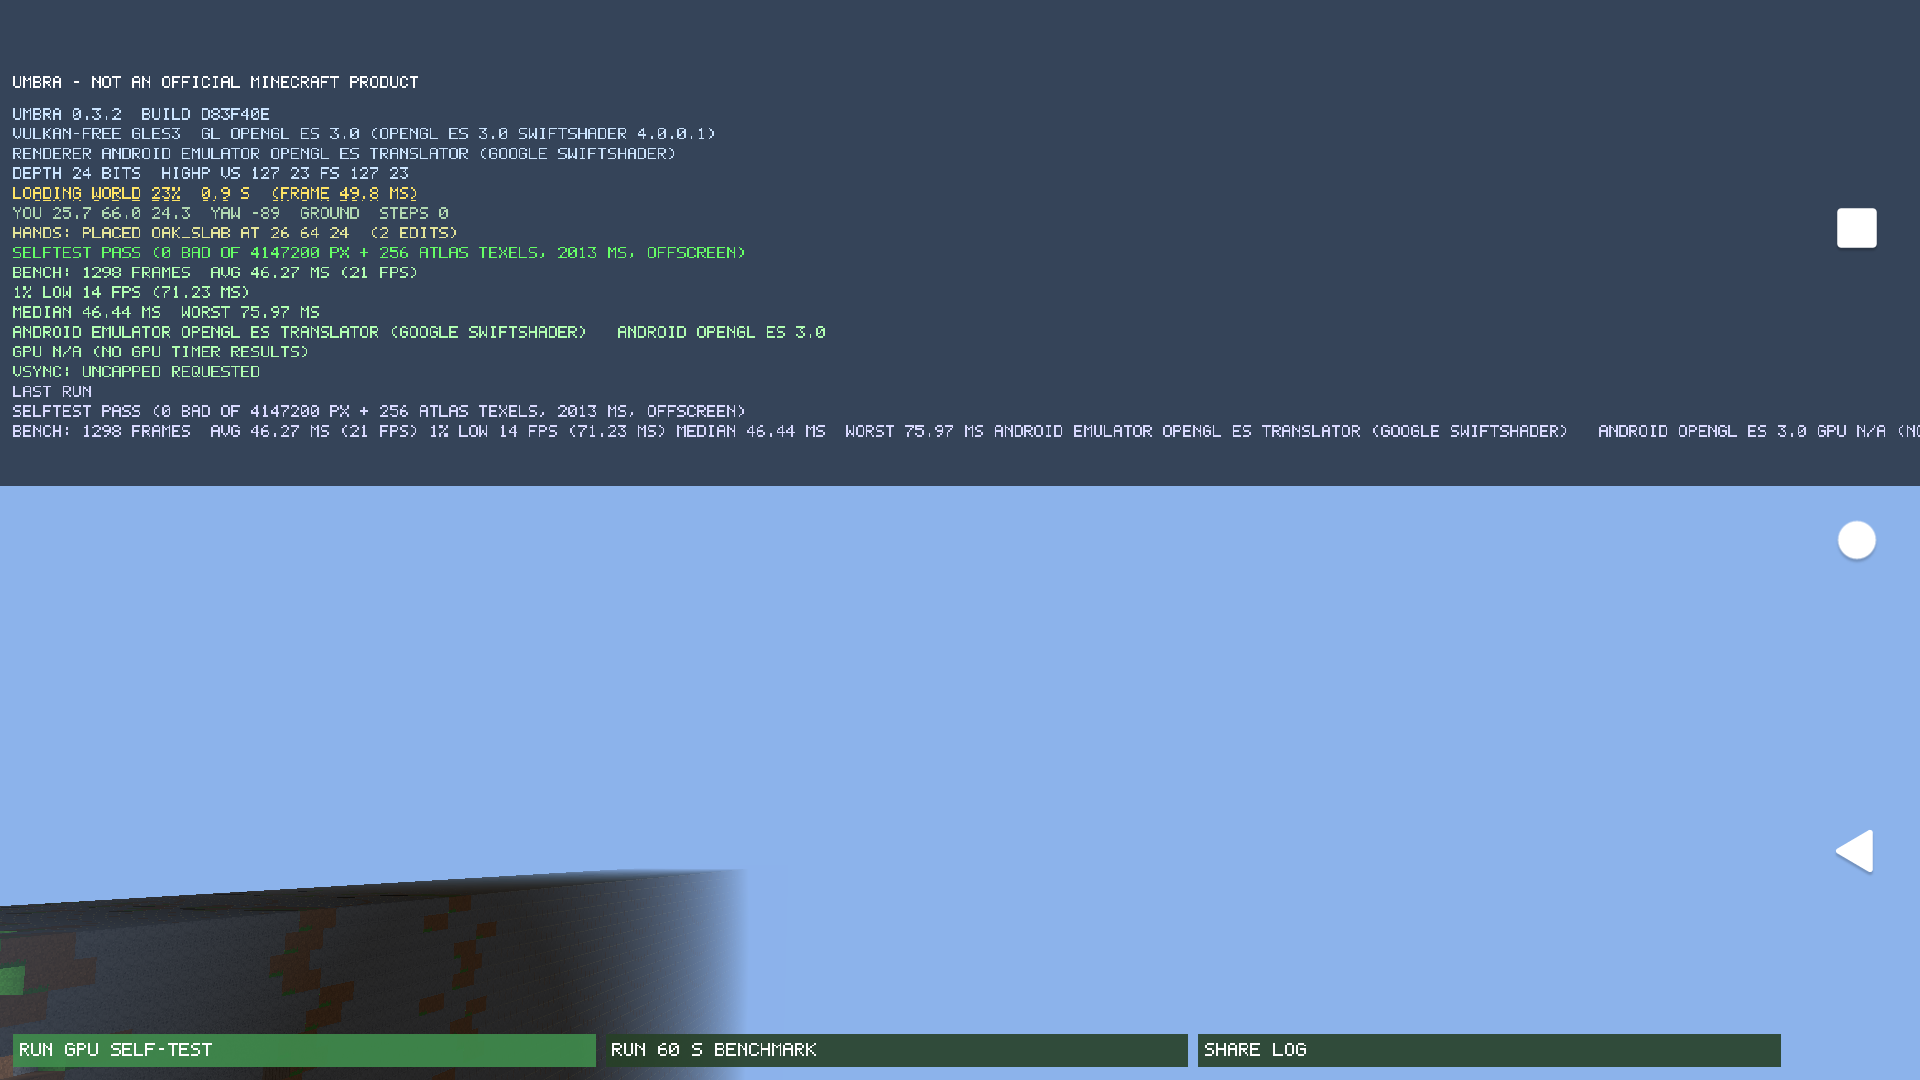 UMBRA - NOT AN OFFICIAL MINECRAFT PRODUCT
UMBRA 0.3.2  BUILD D83F40E
VULKAN-FREE GLES3  GL OPENGL ES 3.0 (OPENGL ES 3.0 SWIFTSHADER 4.0.0.1)
RENDERER ANDROID EMULATOR OPENGL ES TRANSLATOR (GOOGLE SWIFTSHADER)
DEPTH 24 BITS  HIGHP VS 127 23 FS 127 23
LOADING WORLD 23%  0.9 S  (FRAME 49.8 MS)
YOU 25.7 66.0 24.3  YAW -89  GROUND  STEPS 0
HANDS: PLACED OAK_SLAB AT 26 64 24  (2 EDITS)
SELFTEST PASS (0 BAD OF 4147200 PX + 256 ATLAS TEXELS, 2013 MS, OFFSCREEN)
BENCH: 1298 FRAMES  AVG 46.27 MS (21 FPS)
1% LOW 14 FPS (71.23 MS)
MEDIAN 46.44 MS  WORST 75.97 MS
ANDROID EMULATOR OPENGL ES TRANSLATOR (GOOGLE SWIFTSHADER)   ANDROID OPENGL ES 3.0
GPU N/A (NO GPU TIMER RESULTS)
VSYNC: UNCAPPED REQUESTED
LAST RUN
SELFTEST PASS (0 BAD OF 4147200 PX + 256 ATLAS TEXELS, 2013 MS, OFFSCREEN)
BENCH: 1298 FRAMES  AVG 46.27 MS (21 FPS) 1% LOW 14 FPS (71.23 MS) MEDIAN 46.44 MS  WORST 75.97 MS ANDROID EMULATOR OPENGL ES TRANSLATOR (GOOGLE SWIFTSHADER)   ANDROID OPENGL ES 3.0 GPU N/A (NO
RUN GPU SELF-TEST
RUN 60 S BENCHMARK
SHARE LOG